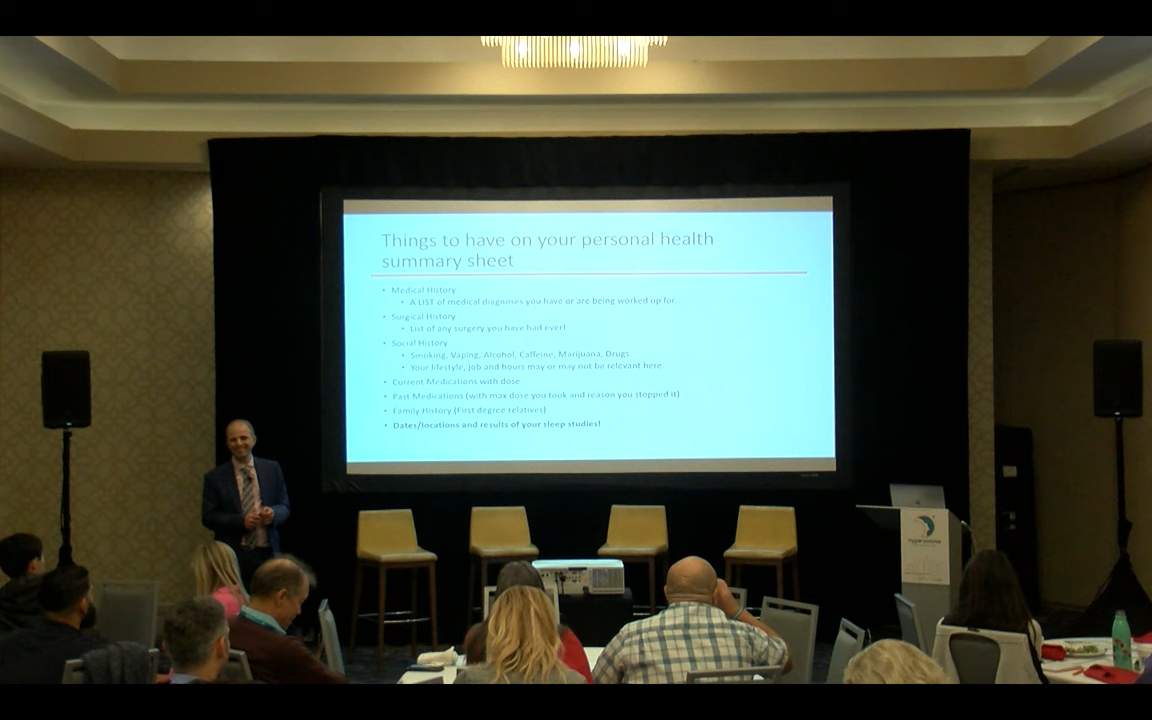 Things to have on your personal health
summary sheet
• Medical History:
• A LIST of medical diagnoses you have or are being worked up for.
• Surgical History
• List of any surgery you have had ever!
• Social History
• Smoking, Vaping, Alcohol, Caffeine, Marijuana, Drugs
• Your lifestyle, job and hours may or may not be relevant here.
• Current Medications with dose
• Past Medications (with max dose you took and reason you stopped it)
• Family History (First degree relatives)
• Dates/locations and results of your sleep studies!
Hypersomnia